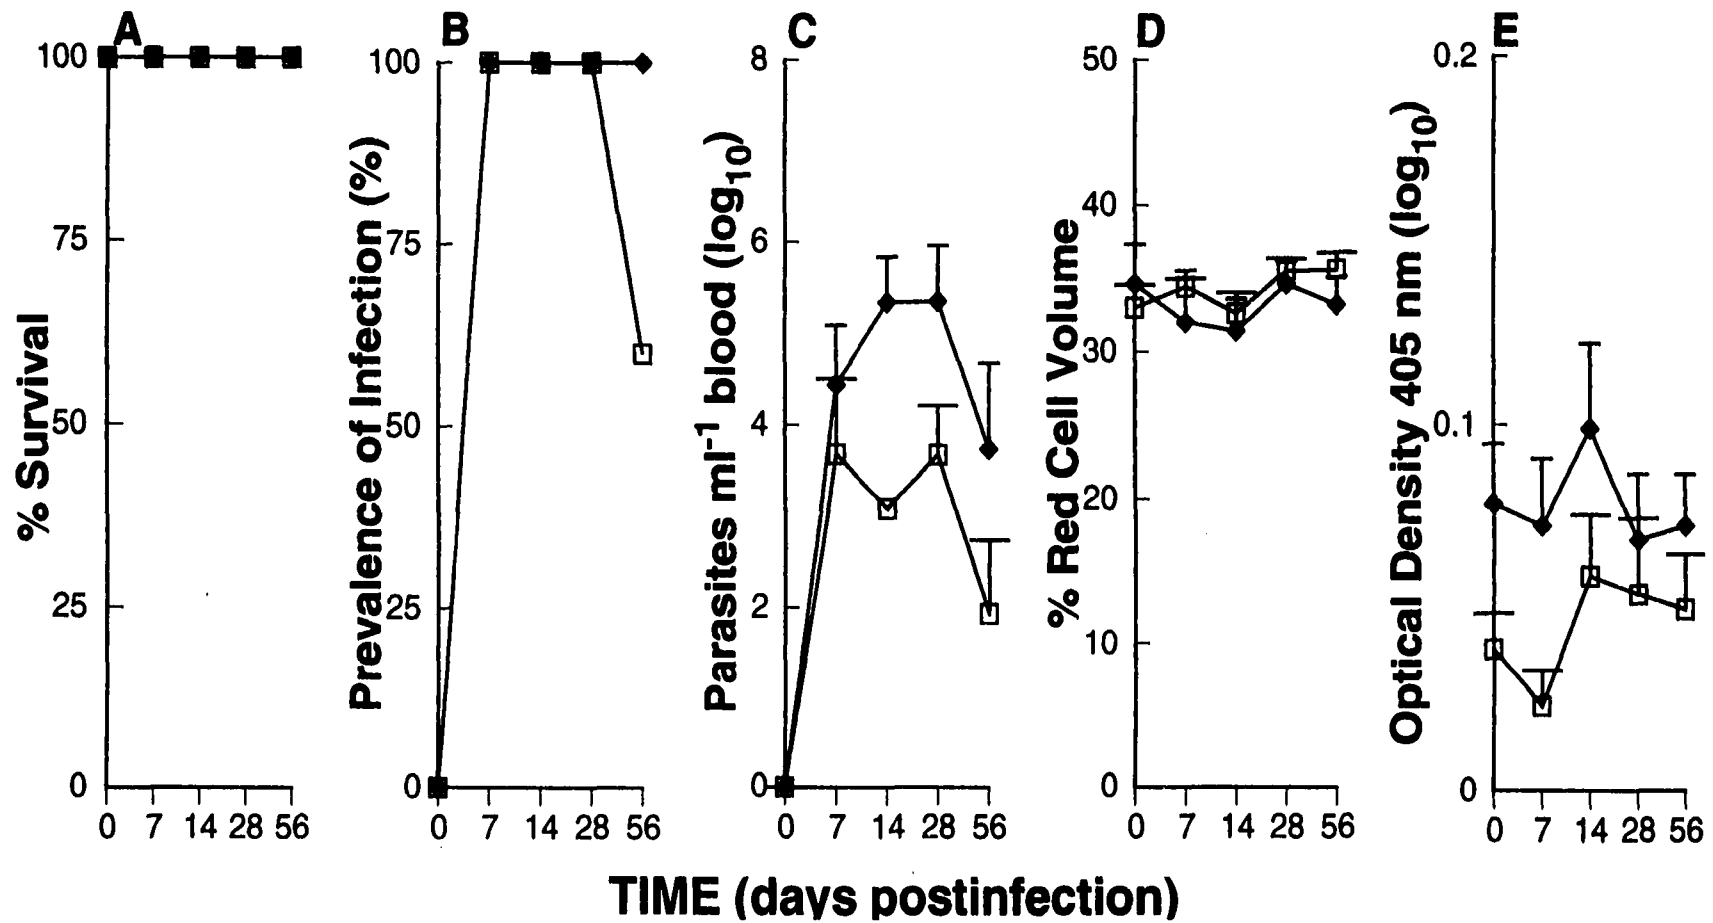 A
% Survival
100
75
50
25
0
0 7 14 28 56
B
Prevalence of Infection (%)
100
75
50
25
0
0 7 14 28 56
C
Parasites ml⁻¹ blood (log₁₀)
8
6
4
2
0
0 7 14 28 56
D
% Red Cell Volume
50
40
30
20
10
0
0 7 14 28 56
E
Optical Density 405 nm (log₁₀)
0.2
0.1
0
0 7 14 28 56
TIME (days postinfection)